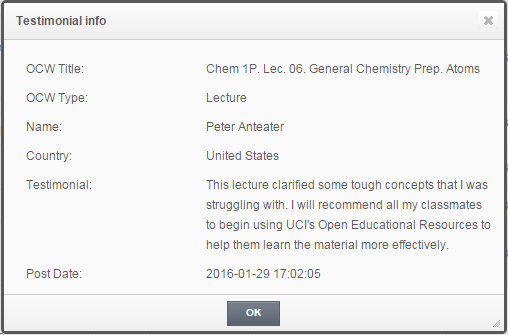 Testimonial info
OCW Title: Chem 1P. Lec. 06. General Chemistry Prep. Atoms
OCW Type: Lecture
Name: Peter Anteater
Country: United States
Testimonial: This lecture clarified some tough concepts that I was
struggling with. I will recommend all my classmates
to begin using UCI's Open Educational Resources to
help them learn the material more effectively.
Post Date: 2016-01-29 17:02:05
OK